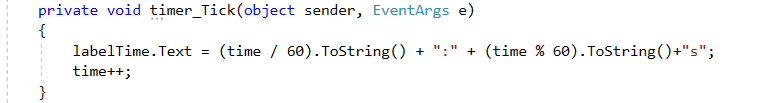 private void timer_Tick(object sender, EventArgs e)
{
labelTime.Text = (time / 60).ToString() + ":" + (time % 60).ToString()+"s";
time++;
}